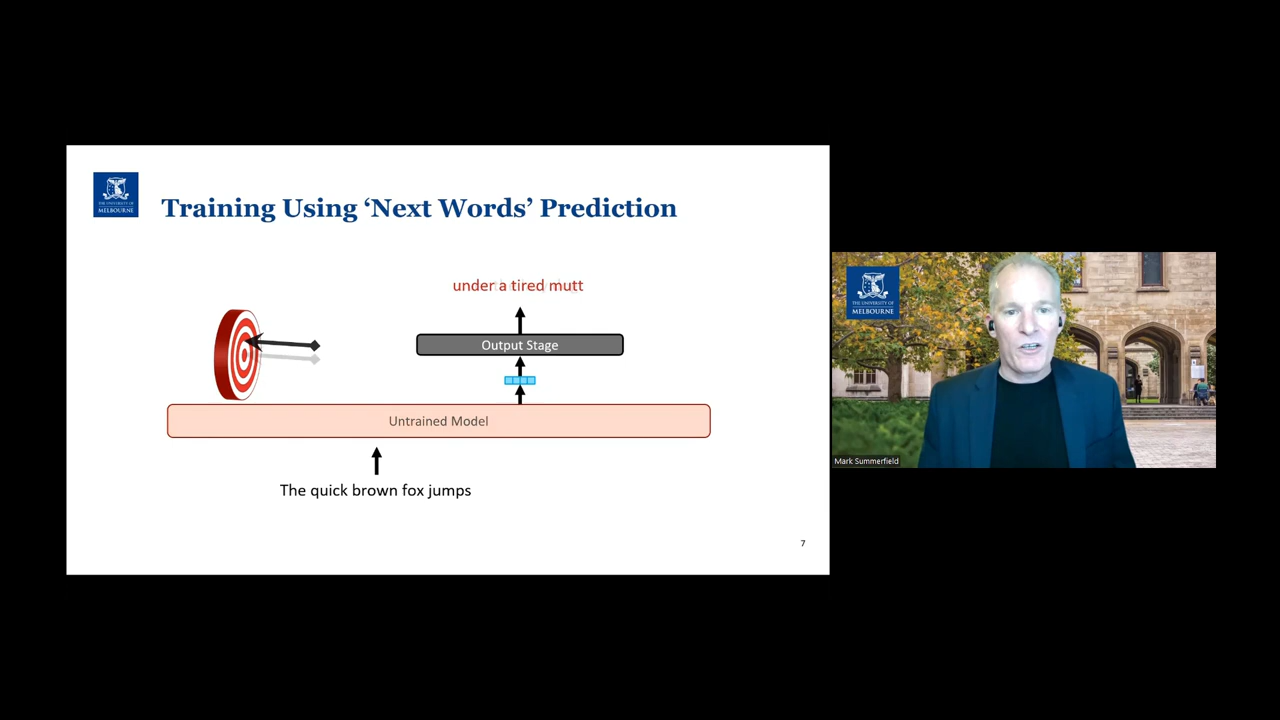 THE UNIVERSITY OF
MELBOURNE
Training Using ‘Next Words’ Prediction
under a tired mutt
Output Stage
Untrained Model
The quick brown fox jumps
7
THE UNIVERSITY OF
MELBOURNE
Mark Summerfield